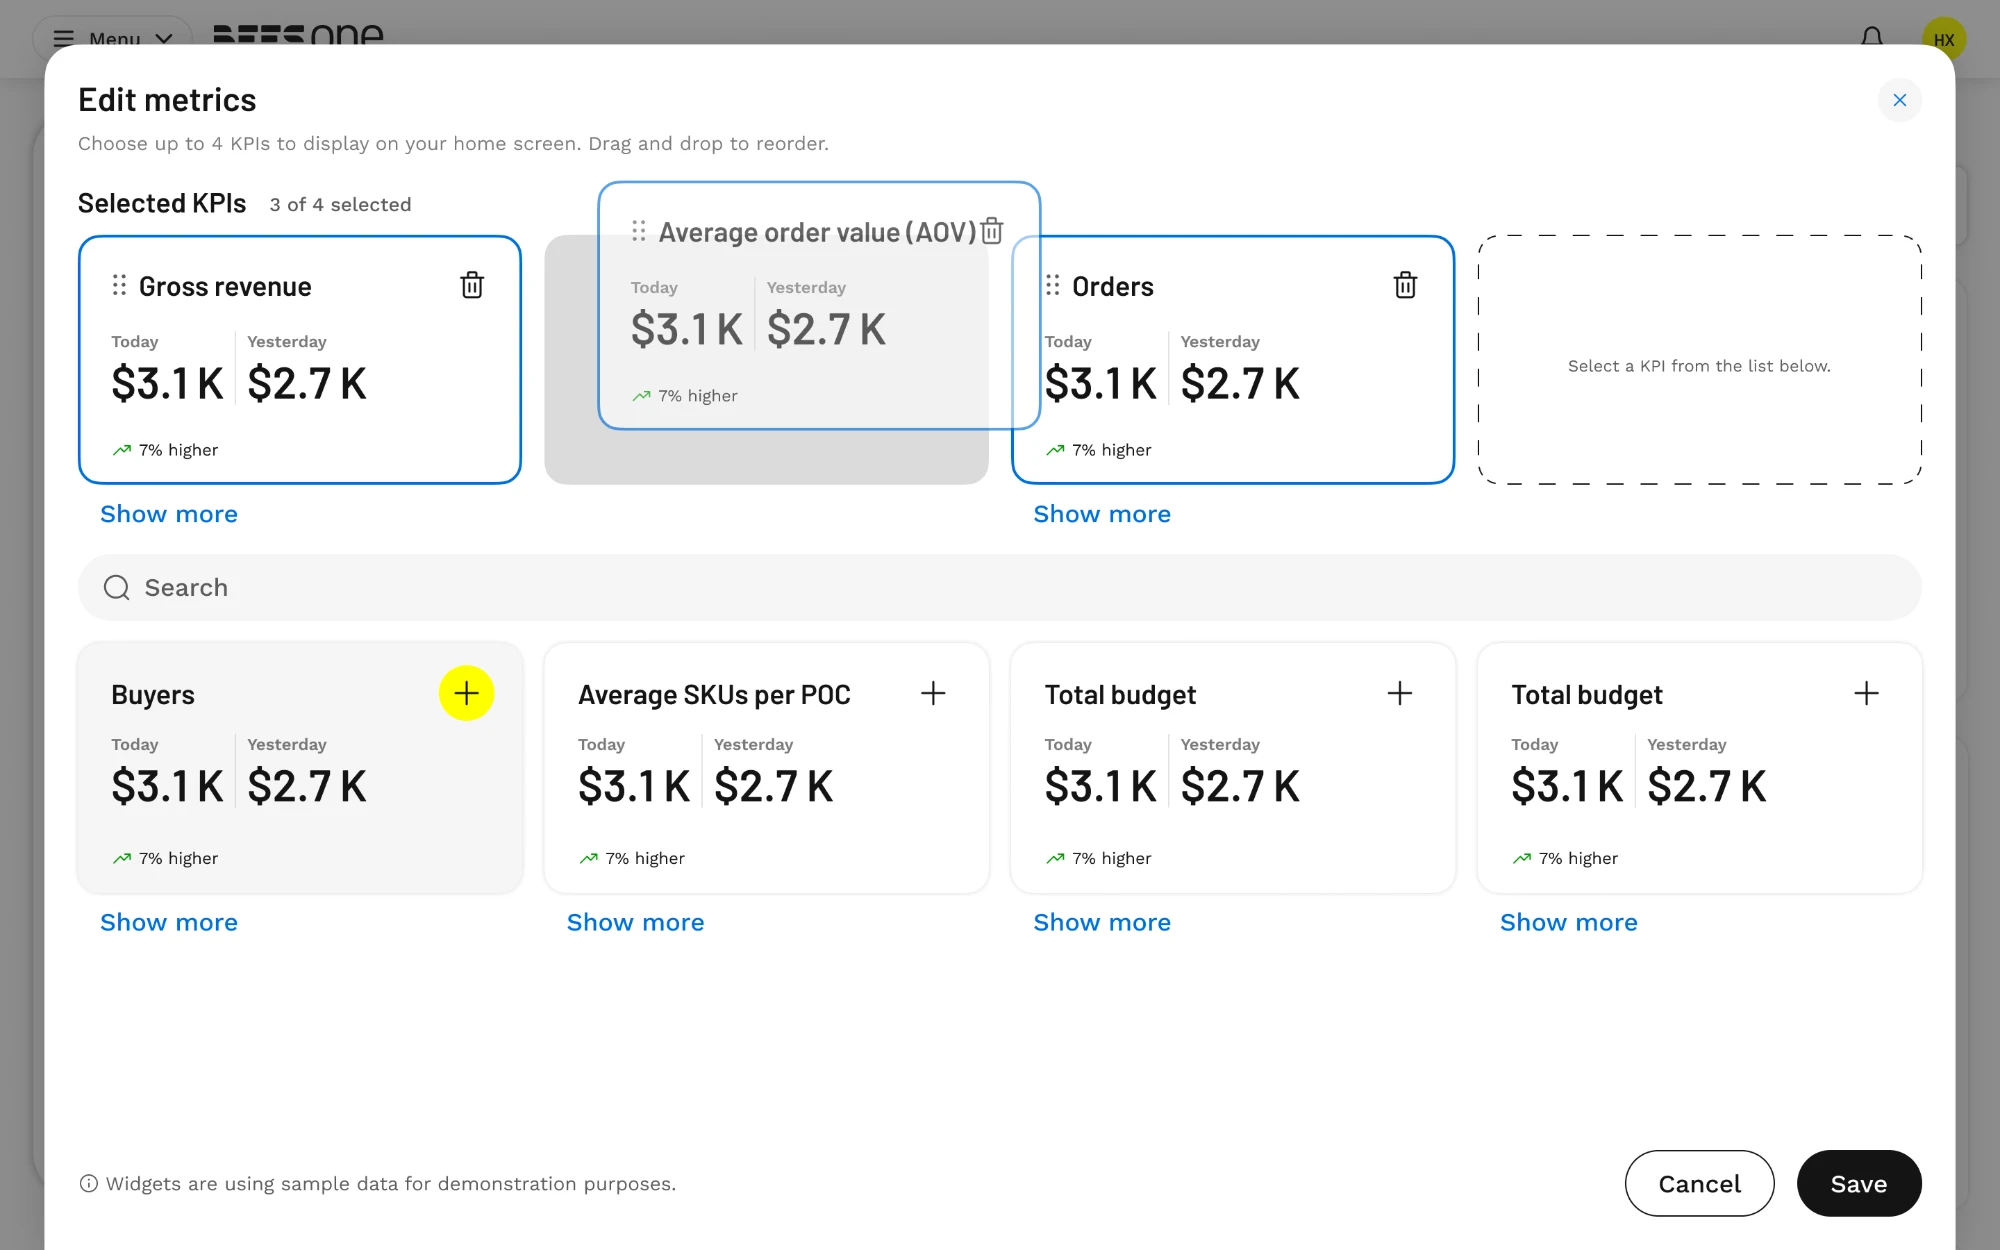 Menu
BEES one
HX
Edit metrics
Choose up to 4 KPIs to display on your home screen. Drag and drop to reorder.
Selected KPIs 3 of 4 selected
Gross revenue
Today Yesterday
$3.1 K $2.7 K
7% higher
Show more
Average order value (AOV)
Today Yesterday
$3.1 K $2.7 K
7% higher
Orders
Today Yesterday
$3.1 K $2.7 K
7% higher
Show more
Select a KPI from the list below.
Search
Buyers
Today Yesterday
$3.1 K $2.7 K
7% higher
Show more
Average SKUs per POC
Today Yesterday
$3.1 K $2.7 K
7% higher
Show more
Total budget
Today Yesterday
$3.1 K $2.7 K
7% higher
Show more
Total budget
Today Yesterday
$3.1 K $2.7 K
7% higher
Show more
Widgets are using sample data for demonstration purposes.
Cancel
Save